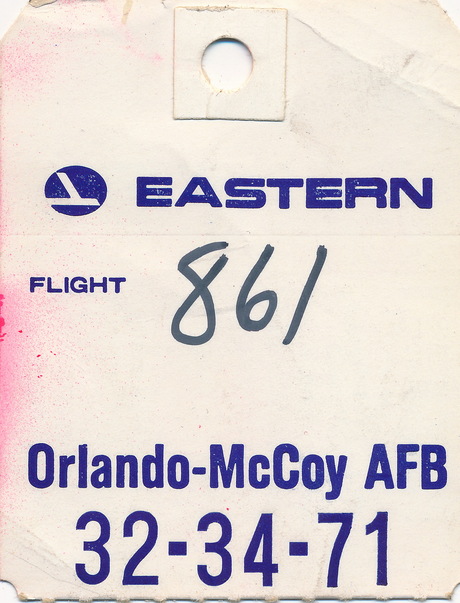 EASTERN
FLIGHT 861
Orlando-McCoy AFB
32-34-71